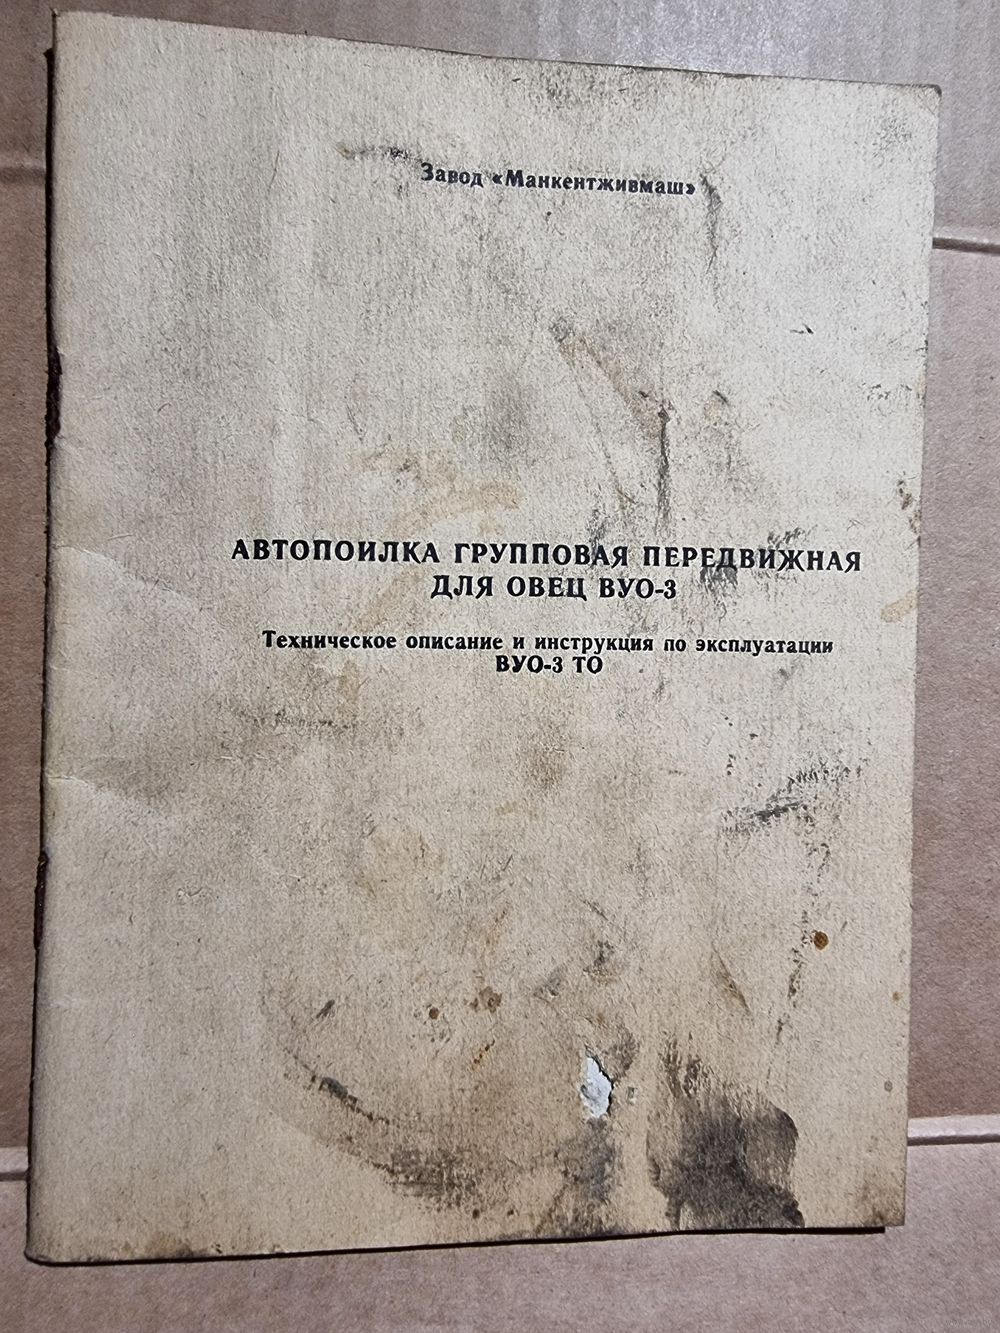 Завод «Манкентживмаш»
АВТОПОИЛКА ГРУППОВАЯ ПЕРЕДВИЖНАЯ
ДЛЯ ОВЕЦ ВУО-3
Техническое описание и инструкция по эксплуатации
ВУО-3 ТО